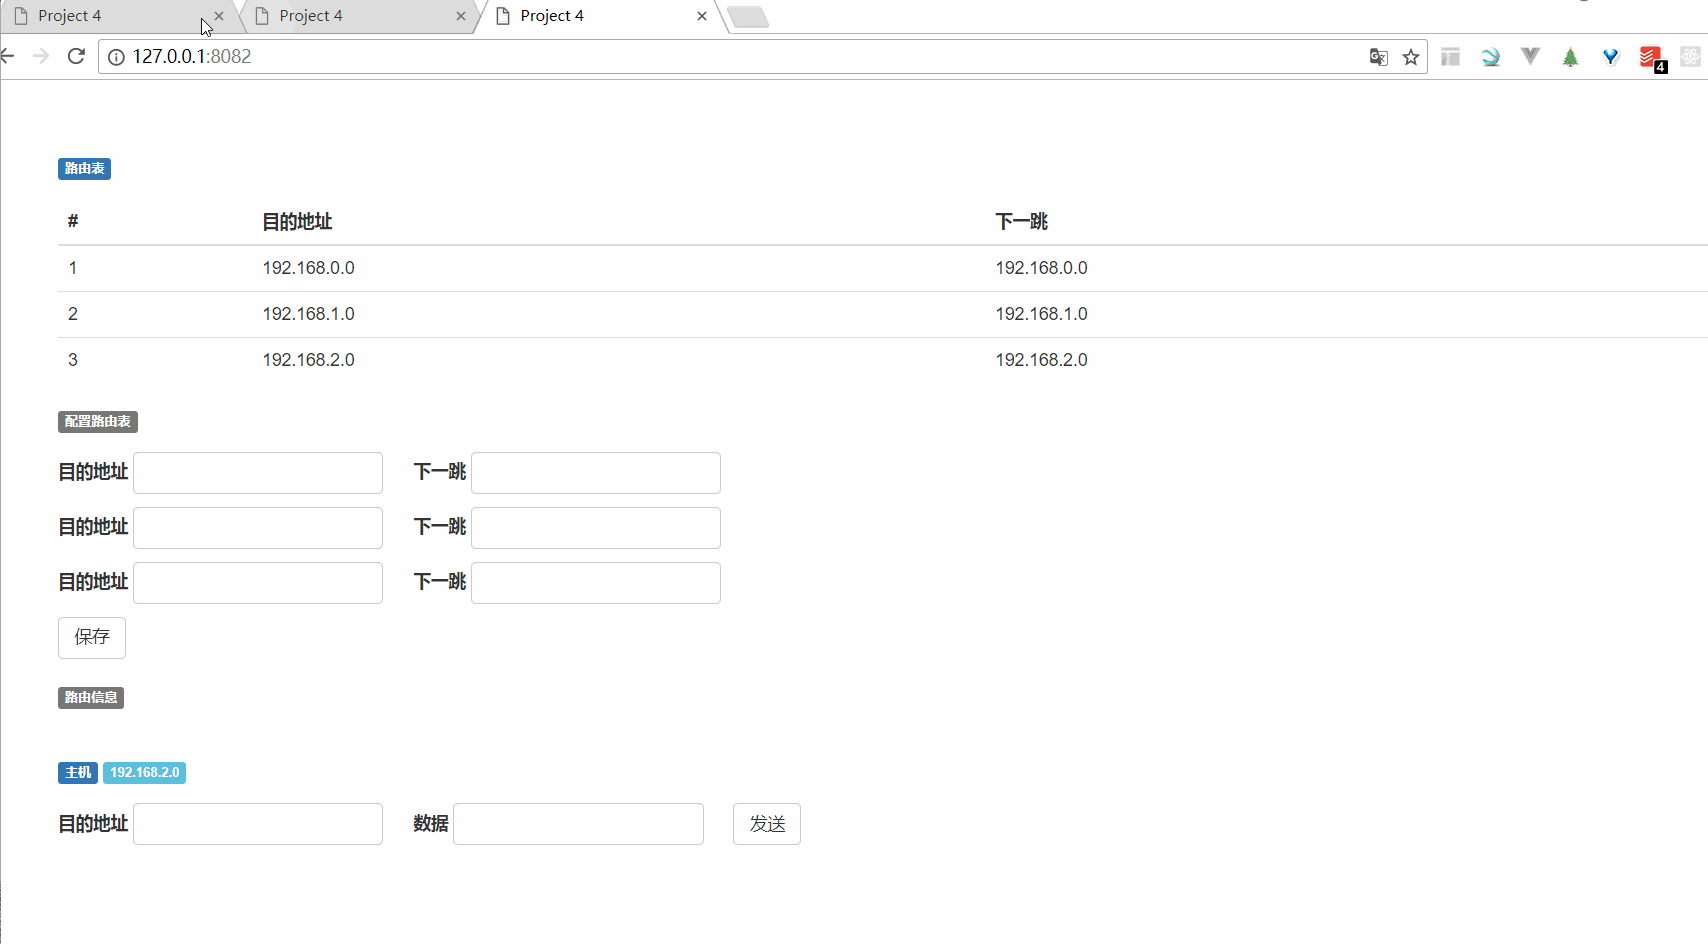 Project 4 Project 4 Project 4
127.0.0.1:8082
4
路由表
# 目的地址 下一跳
1 192.168.0.0 192.168.0.0
2 192.168.1.0 192.168.1.0
3 192.168.2.0 192.168.2.0
配置路由表
目的地址 下一跳
目的地址 下一跳
目的地址 下一跳
保存
路由信息
主机 192.168.2.0
目的地址 数据 发送